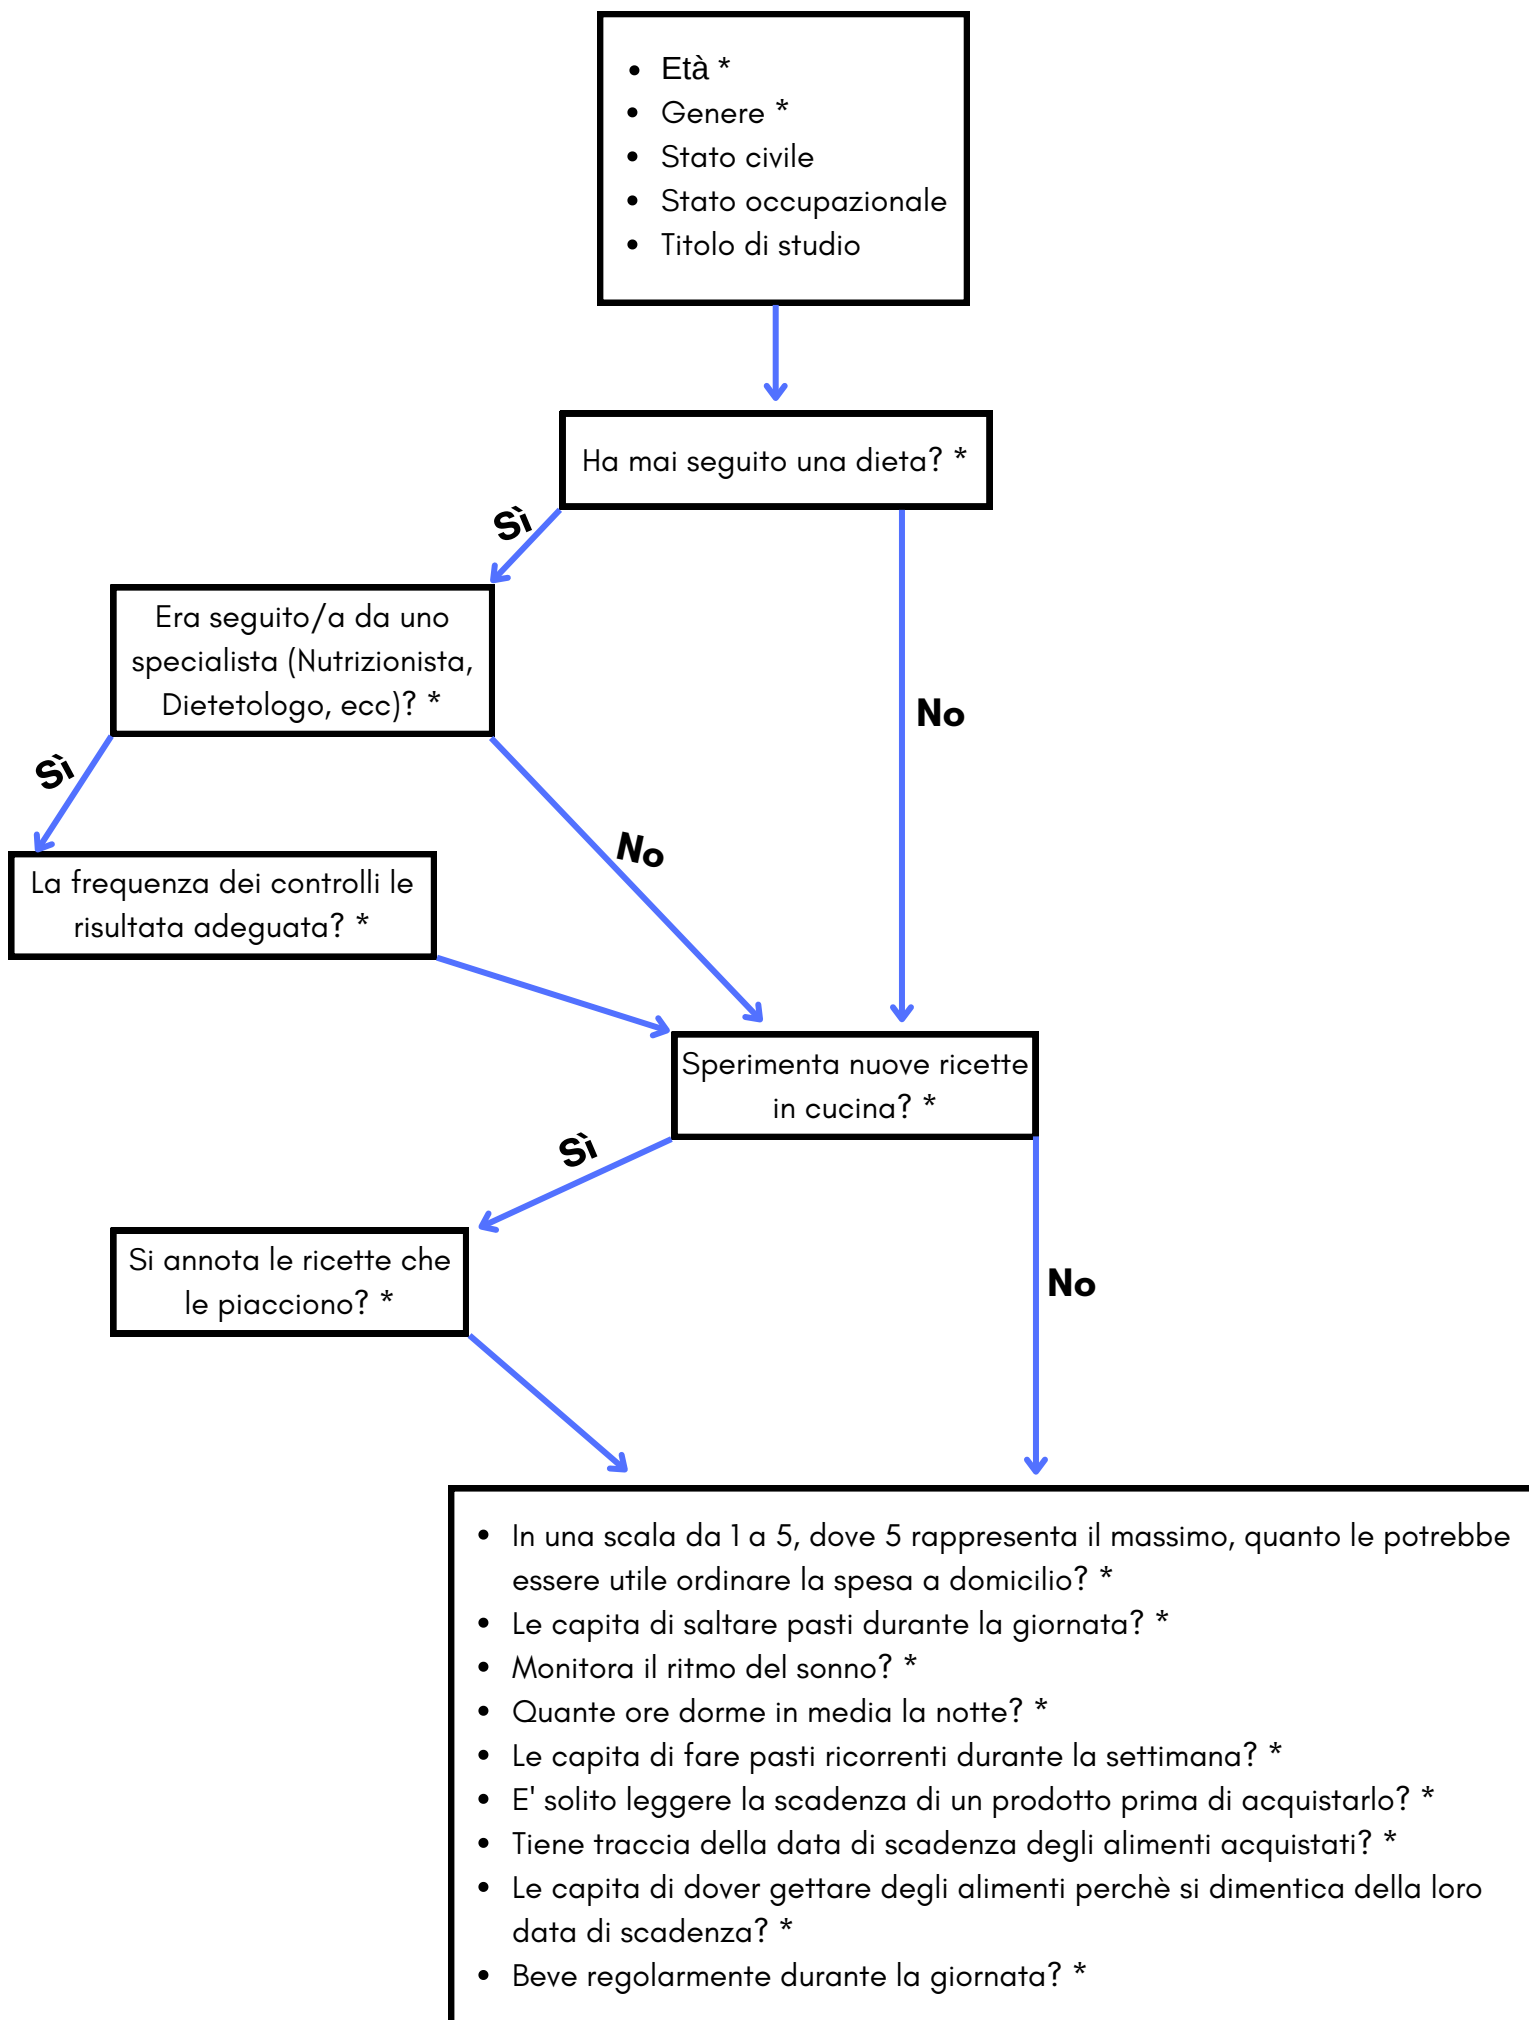 • Età *
• Genere *
• Stato civile
• Stato occupazionale
• Titolo di studio
Ha mai seguito una dieta? *
Sì
Era seguito/a da uno
specialista (Nutrizionista,
Dietetologo, ecc)? *
No
Sì
No
La frequenza dei controlli le
risultata adeguata? *
Sperimenta nuove ricette
in cucina? *
Sì
Si annota le ricette che
le piacciono? *
No
• In una scala da 1 a 5, dove 5 rappresenta il massimo, quanto le potrebbe
essere utile ordinare la spesa a domicilio? *
• Le capita di saltare pasti durante la giornata? *
• Monitora il ritmo del sonno? *
• Quante ore dorme in media la notte? *
• Le capita di fare pasti ricorrenti durante la settimana? *
• E' solito leggere la scadenza di un prodotto prima di acquistarlo? *
• Tiene traccia della data di scadenza degli alimenti acquistati? *
• Le capita di dover gettare degli alimenti perchè si dimentica della loro
data di scadenza? *
• Beve regolarmente durante la giornata? *